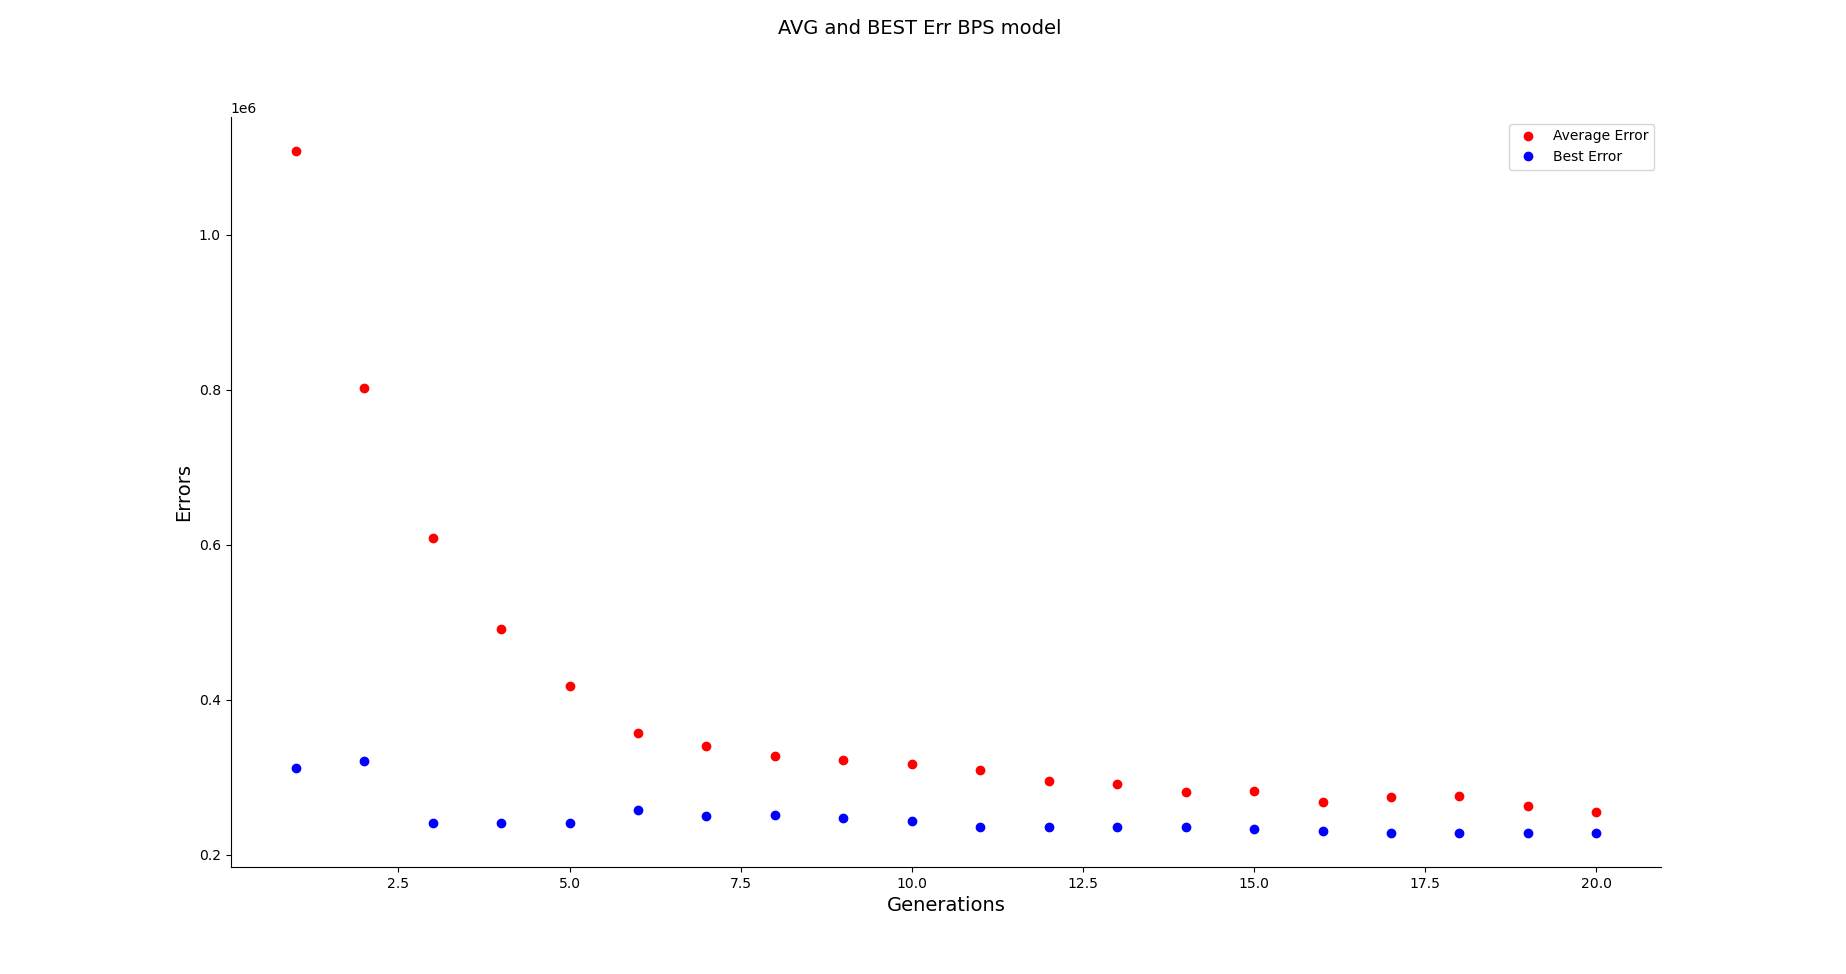 AVG and BEST Err BPS model
1e6
Average Error
Best Error
1.0
0.8
0.6
0.4
0.2
Errors
2.5 5.0 7.5 10.0 12.5 15.0 17.5 20.0
Generations